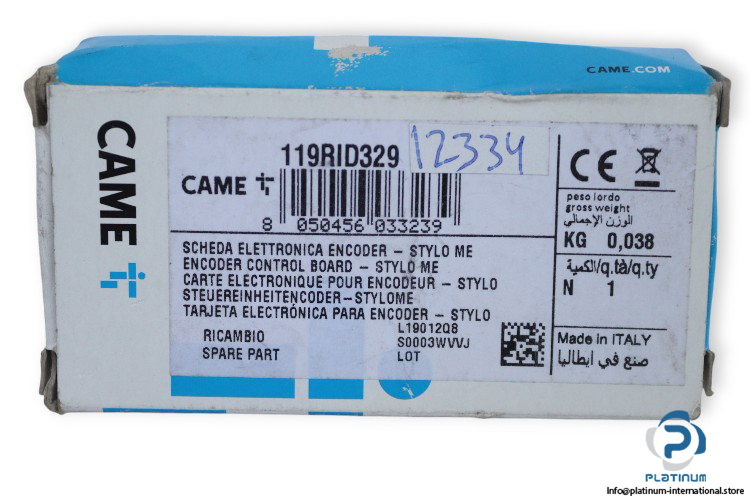 CAME.COM
CAME
119RID329
12334
CAME
8 050456 033239
SCHEDA ELETTRONICA ENCODER – STYLO ME
ENCODER CONTROL BOARD – STYLO ME
CARTE ELECTRONIQUE POUR ENCODEUR – STYLO
STEUEREINHEITENCODER–STYLOME
TARJETA ELECTRÓNICA PARA ENCODER – STYLO
RICAMBIO
SPARE PART
L1901208
S0003WVVJ
LOT
CE
peso lordo
gross weight
الوزن الإجمالي
KG 0,038
الكمية/q.tà/q.ty
N 1
Made in ITALY
صنع في ايطاليا
PLATINUM
Info@platinum-international.store